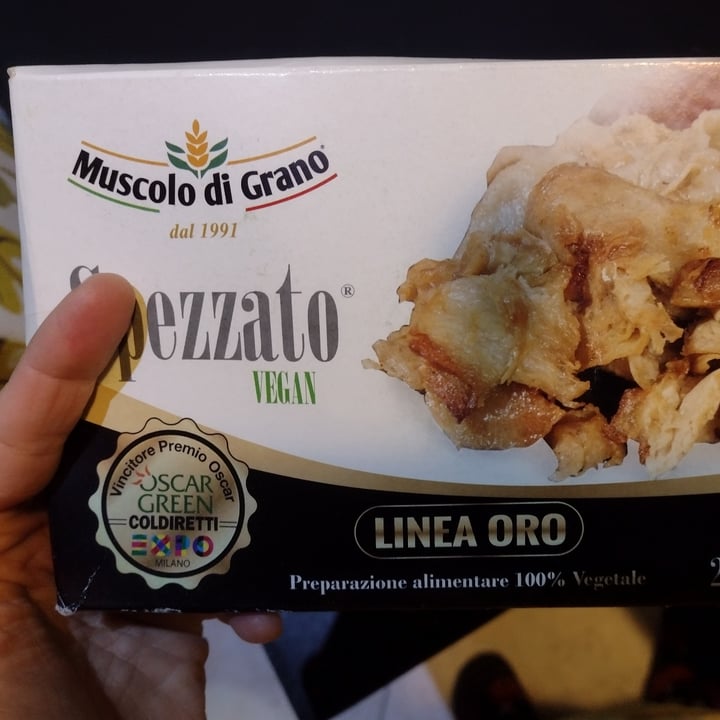 Muscolo di Grano
dal 1991
Spezzato®
VEGAN
Vincitore Premio Oscar
OSCAR
GREEN
COLDIRETTI
EXPO
MILANO
LINEA ORO
Preparazione alimentare 100% Vegetale